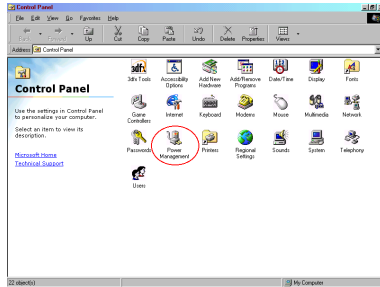 Control Panel
File Edit View Go Favorites Help
Back Forward Up Cut Copy Paste Undo Delete Properties Views
Address Control Panel
Control Panel
Use the settings in Control Panel
to personalize your computer.
Select an item to view its
description.
Microsoft Home
Technical Support
3dfx Tools
Accessibility
Options
Add New
Hardware
Add/Remove
Programs
Date/Time
Display
Fonts
Game
Controllers
Internet
Keyboard
Modems
Mouse
Multimedia
Network
Passwords
Power
Management
Printers
Regional
Settings
Sounds
System
Telephony
Users
22 object(s)
My Computer